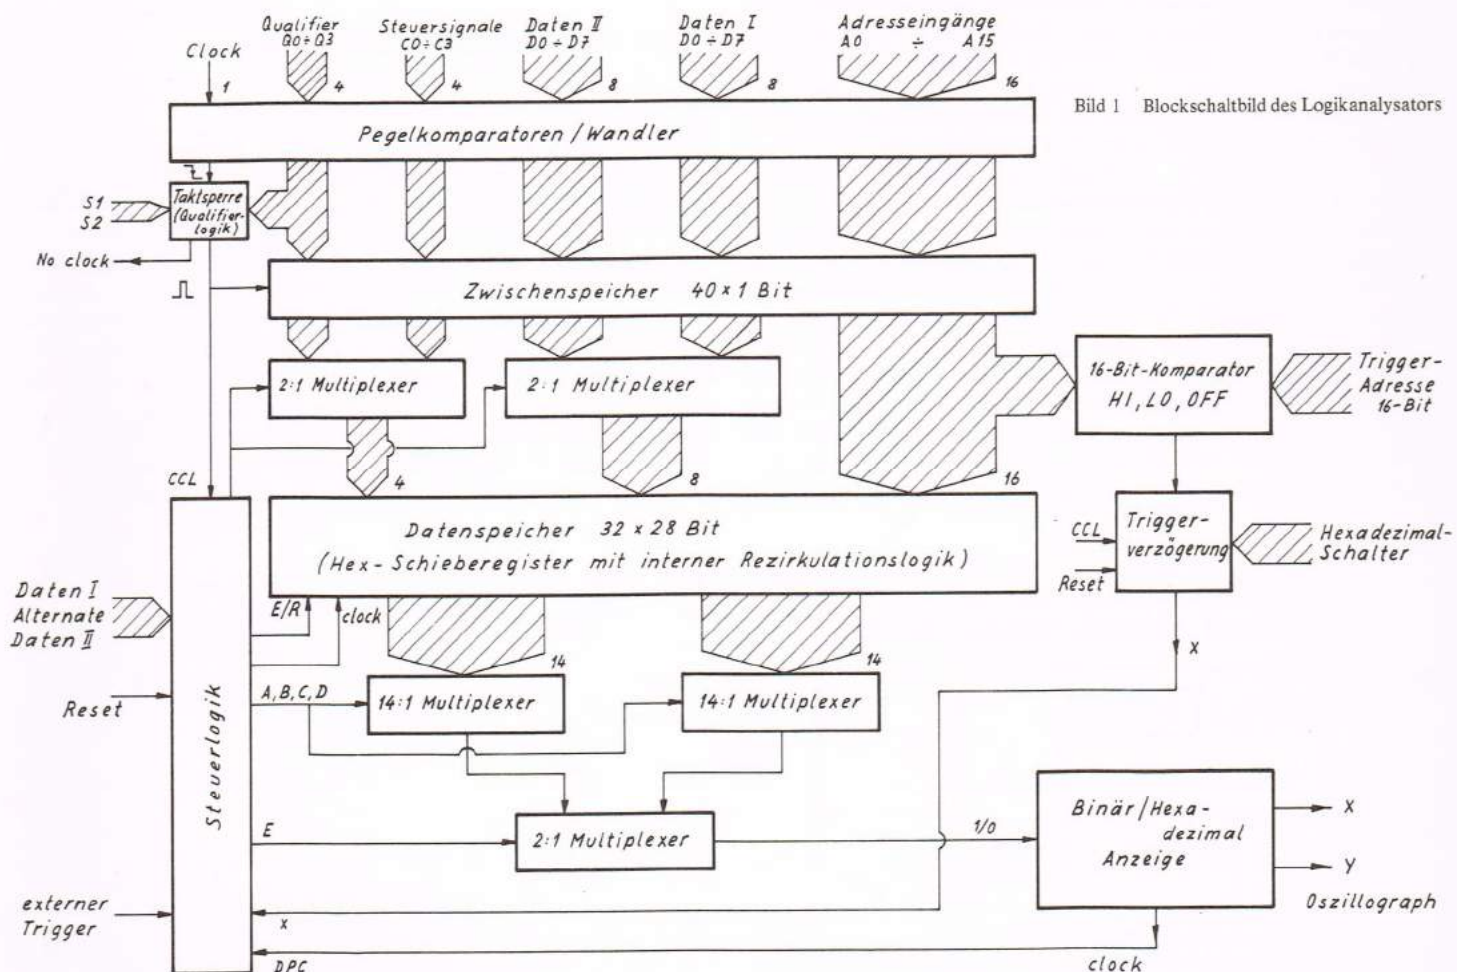 Clock
1
Qualifier
Q0÷Q3
4
Steuersignale
C0÷C3
4
Daten II
D0÷D7
8
Daten I
D0÷D7
8
Adresseingänge
A0 ÷ A15
16
Bild 1 Blockschaltbild des Logikanalysators
Pegelkomparatoren/Wandler
S1
S2
Taktsperre
(Qualifier-
logik)
No clock
Zwischenspeicher 40×1 Bit
2:1 Multiplexer
2:1 Multiplexer
16-Bit-Komparator
HI, LO, OFF
Trigger-
Adresse
16-Bit
CCL
4
8
16
Datenspeicher 32 x 28 Bit
(Hex-Schieberegister mit interner Rezirkulationslogik)
CCL
Reset
Trigger-
verzögerung
Hexadezimal-
Schalter
Daten I
Alternate
Daten II
E/R
clock
X
14
14
Reset
Steuerlogik
A,B,C,D
14:1 Multiplexer
14:1 Multiplexer
E
2:1 Multiplexer
1/0
Binär/Hexa-
dezimal
Anzeige
X
Y
Oszillograph
externer
Trigger
X
DPC
clock